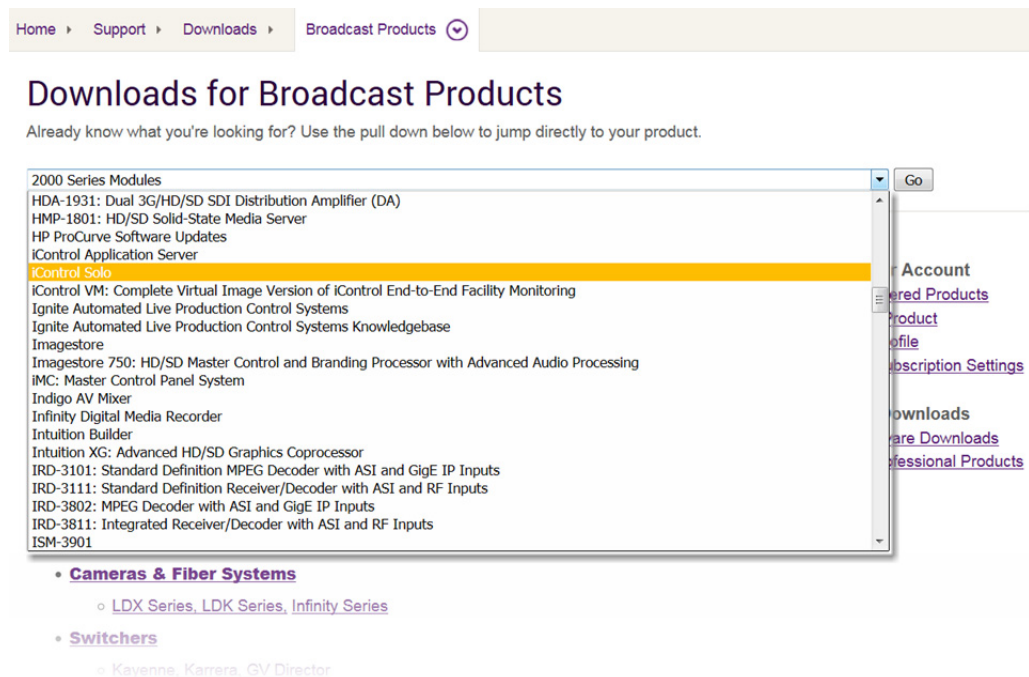 Home Support Downloads Broadcast Products
Downloads for Broadcast Products
Already know what you're looking for? Use the pull down below to jump directly to your product.
2000 Series Modules Go
HDA-1931: Dual 3G/HD/SD SDI Distribution Amplifier (DA)
HMP-1801: HD/SD Solid-State Media Server
HP ProCurve Software Updates
iControl Application Server
iControl Solo
iControl VM: Complete Virtual Image Version of iControl End-to-End Facility Monitoring
Ignite Automated Live Production Control Systems
Ignite Automated Live Production Control Systems Knowledgebase
Imagestore
Imagestore 750: HD/SD Master Control and Branding Processor with Advanced Audio Processing
iMC: Master Control Panel System
Indigo AV Mixer
Infinity Digital Media Recorder
Intuition Builder
Intuition XG: Advanced HD/SD Graphics Coprocessor
IRD-3101: Standard Definition MPEG Decoder with ASI and GigE IP Inputs
IRD-3111: Standard Definition Receiver/Decoder with ASI and RF Inputs
IRD-3802: MPEG Decoder with ASI and GigE IP Inputs
IRD-3811: Integrated Receiver/Decoder with ASI and RF Inputs
ISM-3901
r Account
ered Products
Product
ofile
ubscription Settings
ownloads
are Downloads
ofessional Products
Cameras & Fiber Systems
LDX Series, LDK Series, Infinity Series
Switchers
Kayenne, Karrera, GV Director